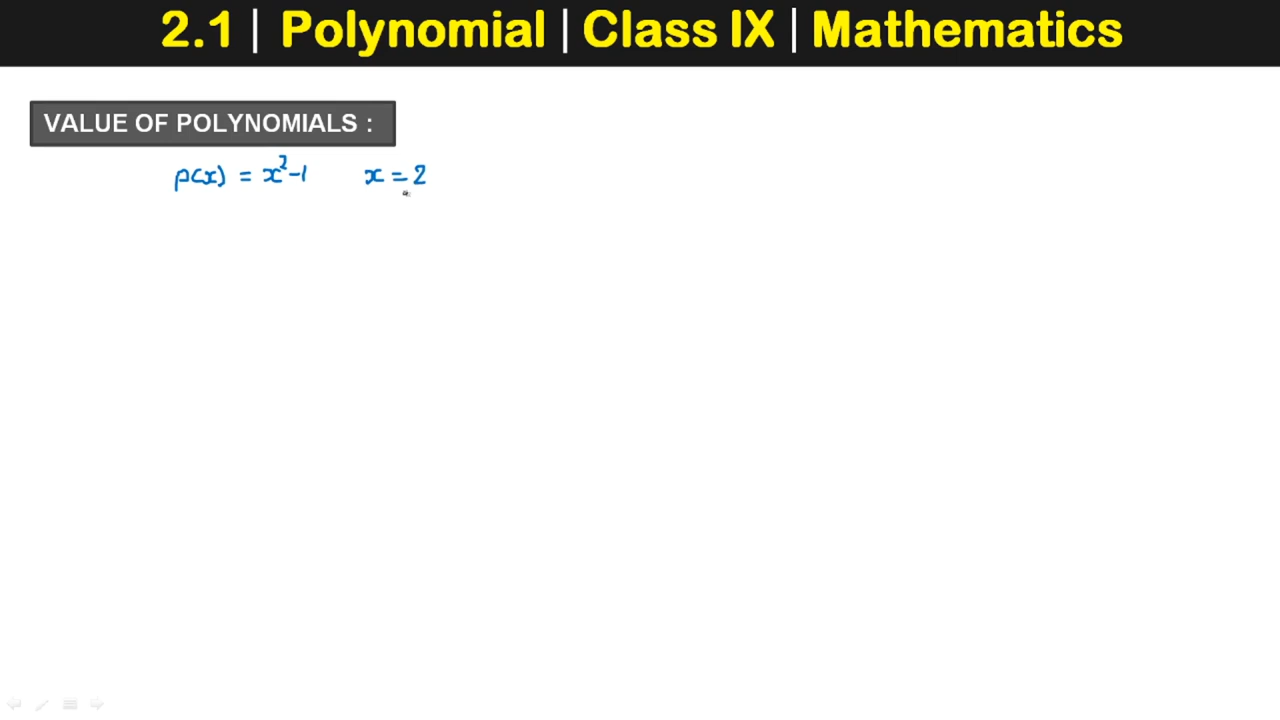 2.1 | Polynomial | Class IX | Mathematics
VALUE OF POLYNOMIALS :
p(x) = x²-1 x = 2